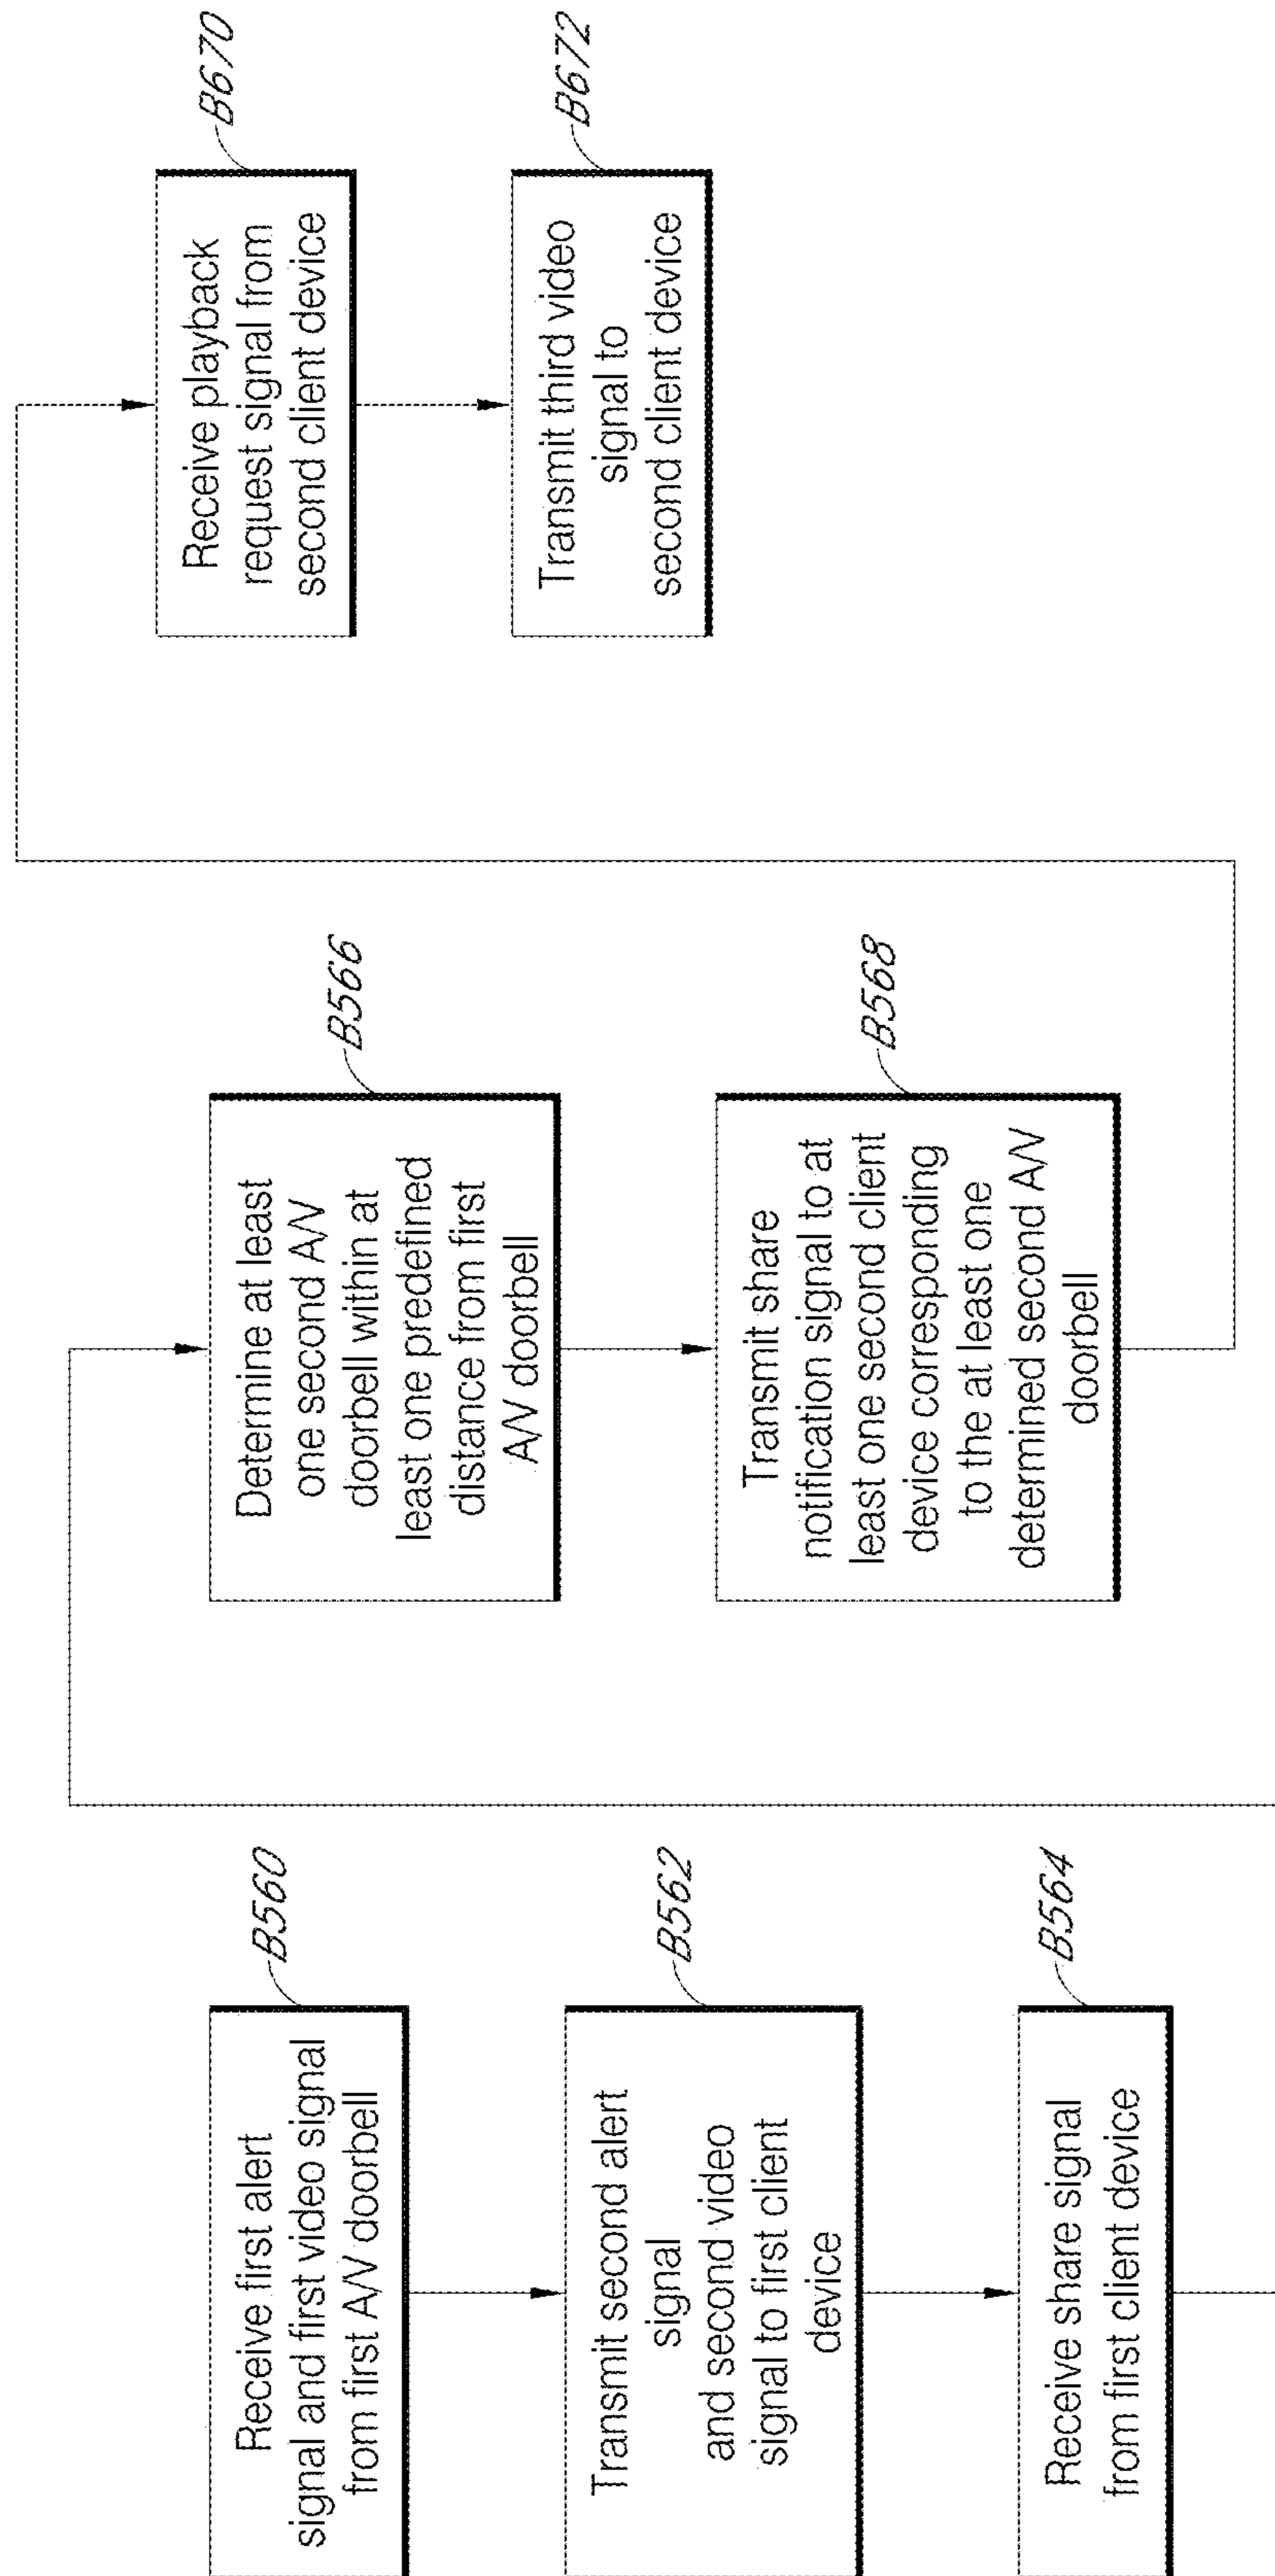 Receive first alert
signal and first video signal
from first A/V doorbell
B560
Transmit second alert
signal
and second video
signal to first client
device
B562
Receive share signal
from first client device
B564
Determine at least
one second A/V
doorbell within at
least one predefined
distance from first
A/V doorbell
B566
Transmit share
notification signal to at
least one second client
device corresponding
to the at least one
determined second A/V
doorbell
B568
Receive playback
request signal from
second client device
B670
Transmit third video
signal to
second client device
B672